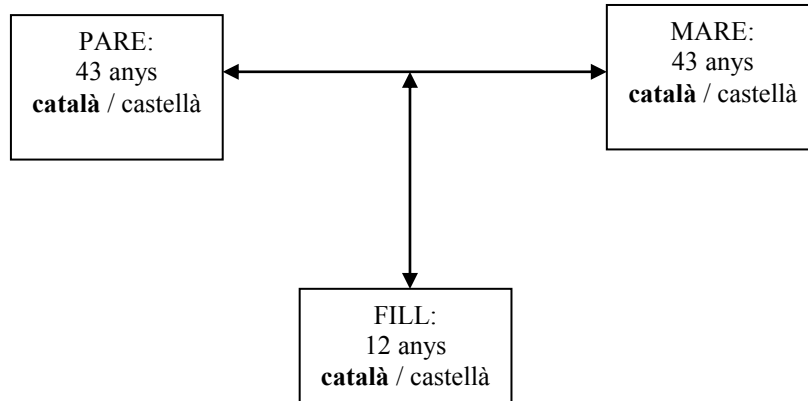 PARE:
43 anys
català / castellà
MARE:
43 anys
català / castellà
FILL:
12 anys
català / castellà